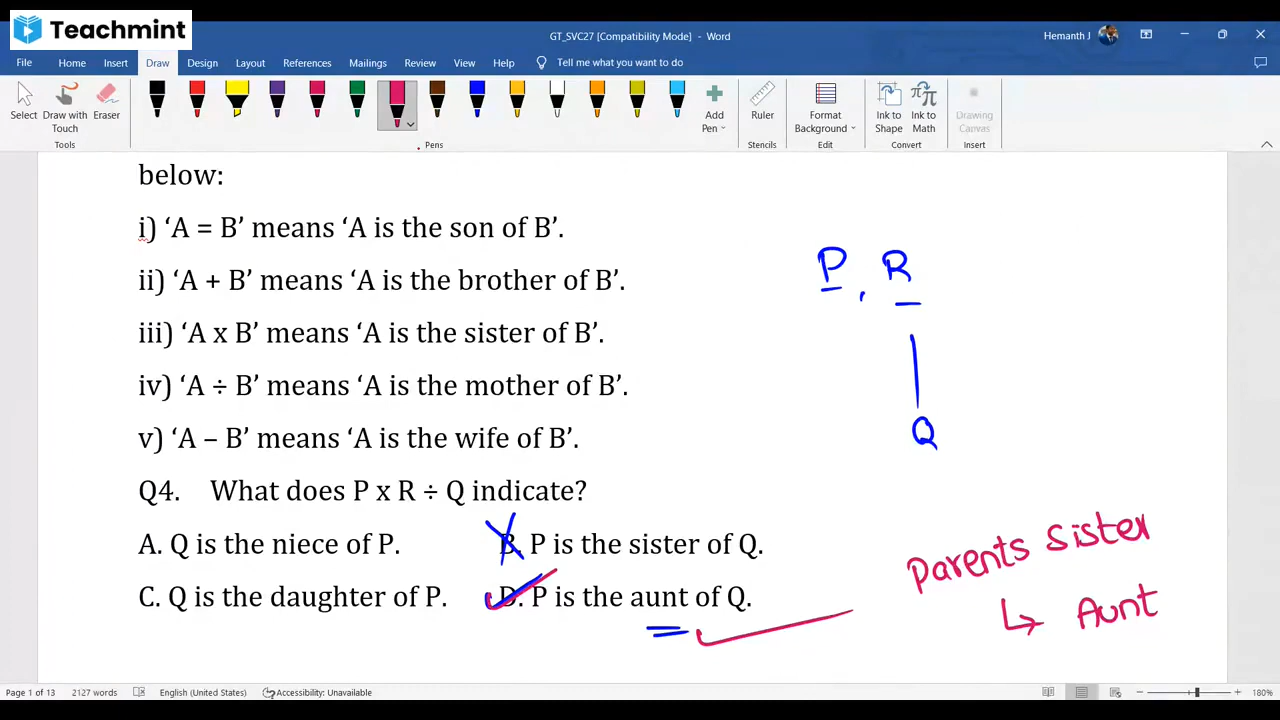 Teachmint
GT_SVC27 [Compatibility Mode] - Word
Hemanth J
File Home Insert Draw Design Layout References Mailings Review View Help Tell me what you want to do
Select Draw with Touch Eraser Add Pen Ruler Format Background Ink to Shape Ink to Math Drawing Canvas
Tools Pens Stencils Edit Convert Insert
below:
i) ‘A = B’ means ‘A is the son of B’.
ii) ‘A + B’ means ‘A is the brother of B’.
iii) ‘A x B’ means ‘A is the sister of B’.
iv) ‘A ÷ B’ means ‘A is the mother of B’.
v) ‘A – B’ means ‘A is the wife of B’.
P , R
Q
Q4. What does P x R ÷ Q indicate?
A. Q is the niece of P. B. P is the sister of Q.
C. Q is the daughter of P. D. P is the aunt of Q.
Parents Sister
↳ Aunt
Page 1 of 13 2127 words English (United States) Accessibility: Unavailable 180%